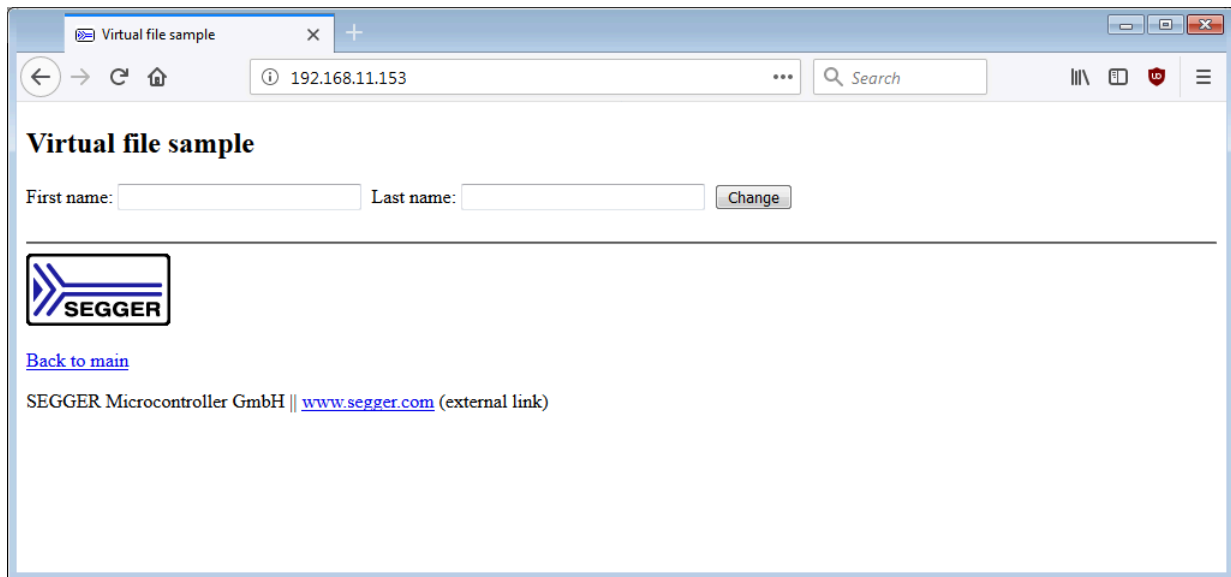 Virtual file sample
192.168.11.153
Search
Virtual file sample
First name: Last name: Change
SEGGER
Back to main
SEGGER Microcontroller GmbH || www.segger.com (external link)